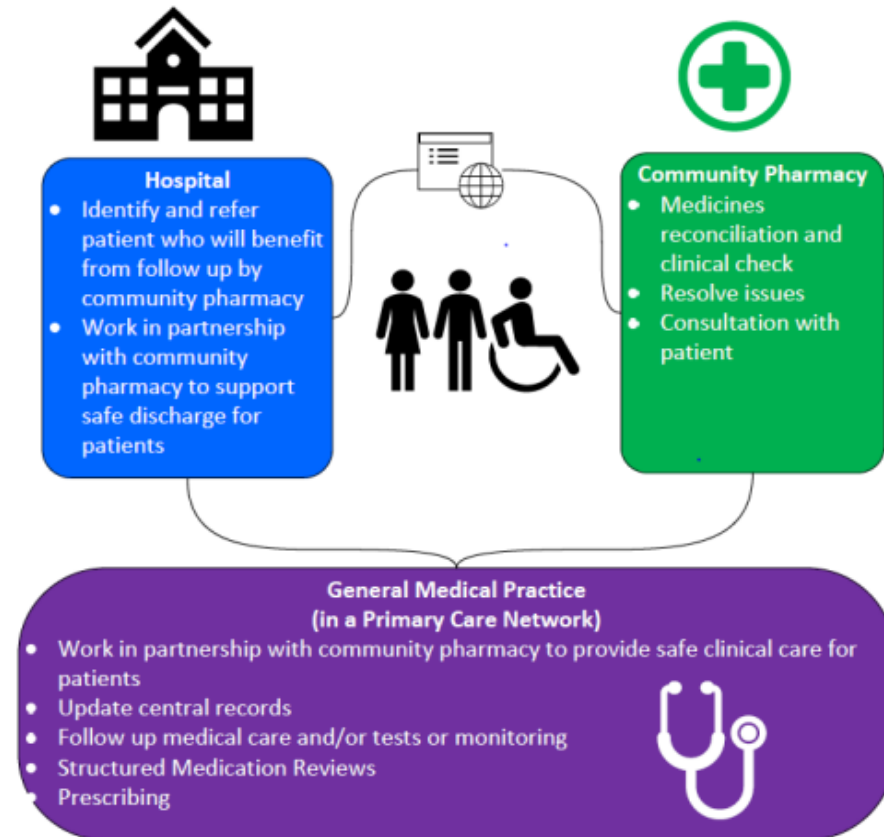 Hospital
• Identify and refer
patient who will benefit
from follow up by
community pharmacy
• Work in partnership
with community
pharmacy to support
safe discharge for
patients
Community Pharmacy
• Medicines
reconciliation and
clinical check
• Resolve issues
• Consultation with
patient
General Medical Practice
(in a Primary Care Network)
• Work in partnership with community pharmacy to provide safe clinical care for
patients
• Update central records
• Follow up medical care and/or tests or monitoring
• Structured Medication Reviews
• Prescribing